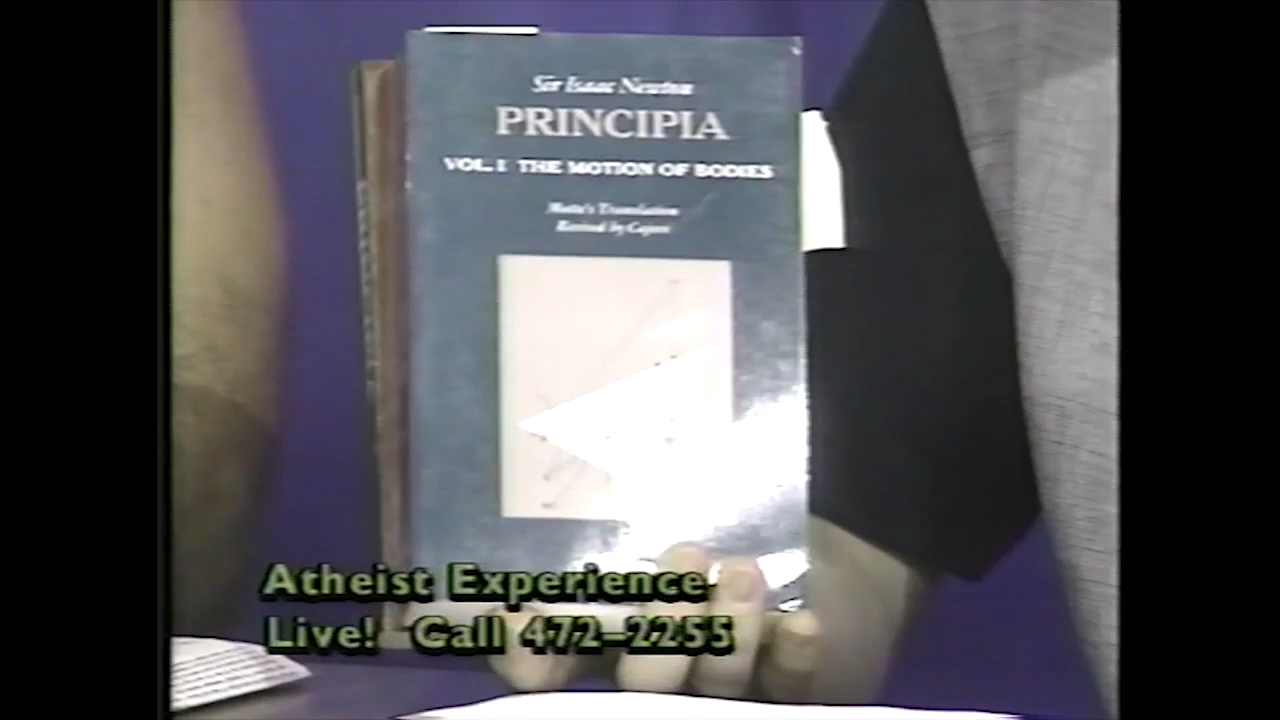 Sir Isaac Newton
PRINCIPIA
VOL. I THE MOTION OF BODIES
Motte's Translation
Revised by Cajori
Atheist Experience
Live! Call 472-2255